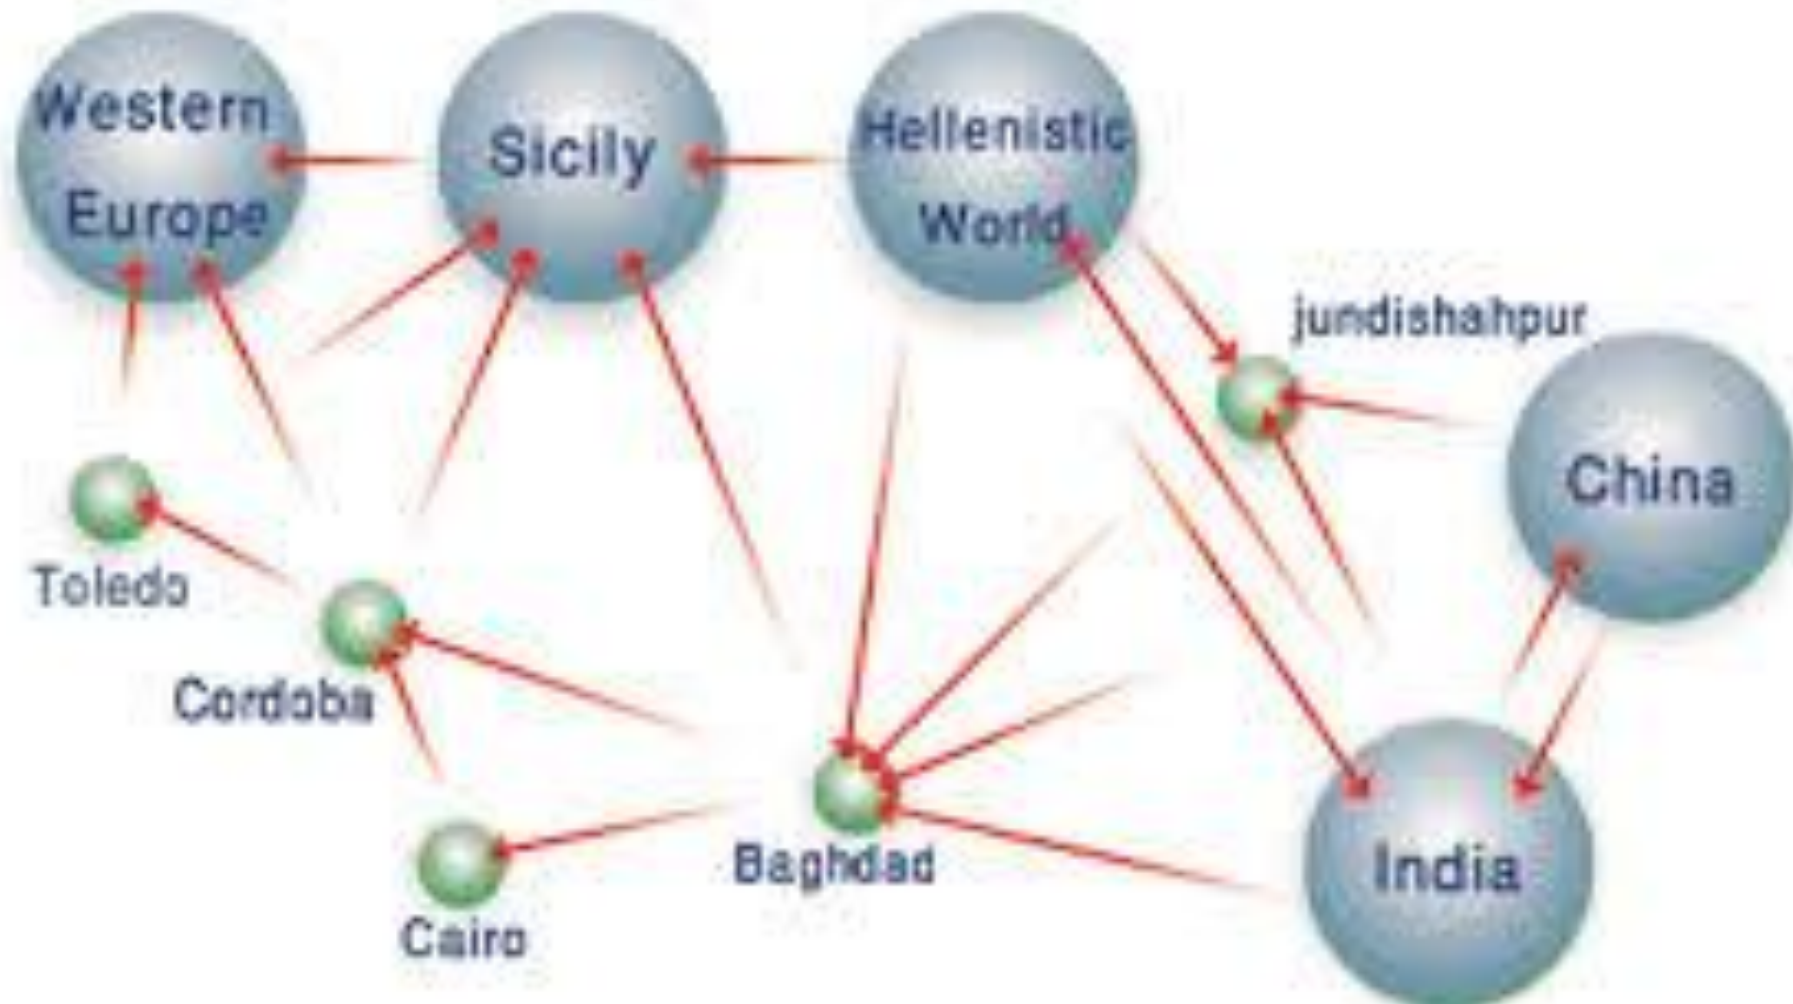 Western
Europe
Sicily
Hellenistic
World
jundishahpur
China
Toledo
Cordoba
Baghdad
India
Cairo